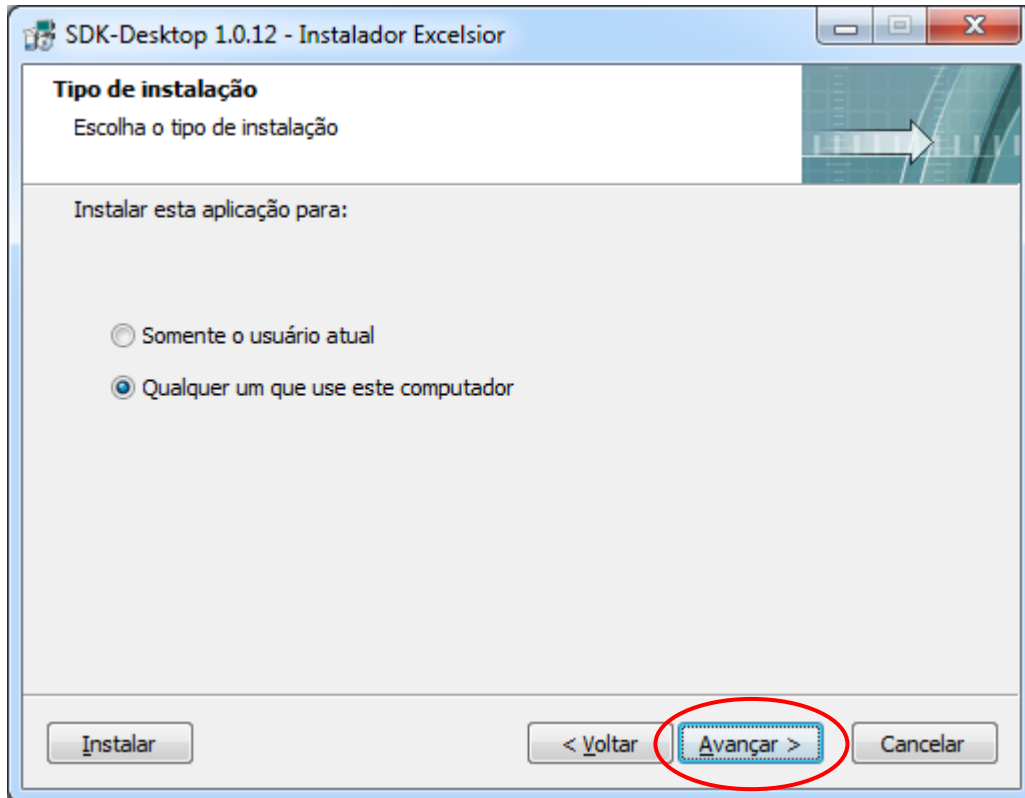 SDK-Desktop 1.0.12 - Instalador Excelsior
Tipo de instalação
Escolha o tipo de instalação
Instalar esta aplicação para:
Somente o usuário atual
Qualquer um que use este computador
Instalar < Voltar Avançar > Cancelar